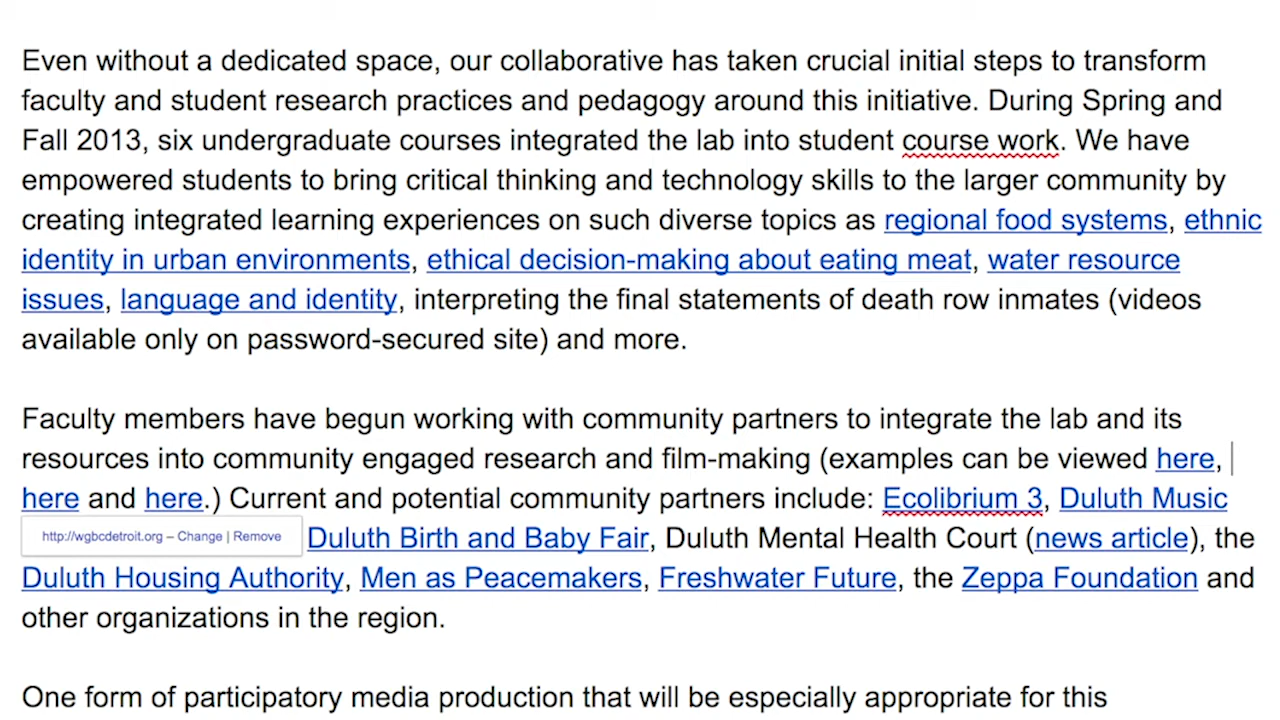 Even without a dedicated space, our collaborative has taken crucial initial steps to transform
faculty and student research practices and pedagogy around this initiative. During Spring and
Fall 2013, six undergraduate courses integrated the lab into student course work. We have
empowered students to bring critical thinking and technology skills to the larger community by
creating integrated learning experiences on such diverse topics as regional food systems, ethnic
identity in urban environments, ethical decision-making about eating meat, water resource
issues, language and identity, interpreting the final statements of death row inmates (videos
available only on password-secured site) and more.
Faculty members have begun working with community partners to integrate the lab and its
resources into community engaged research and film-making (examples can be viewed here,
here and here.) Current and potential community partners include: Ecolibrium 3, Duluth Music
http://wgbcdetroit.org – Change | Remove Duluth Birth and Baby Fair, Duluth Mental Health Court (news article), the
Duluth Housing Authority, Men as Peacemakers, Freshwater Future, the Zeppa Foundation and
other organizations in the region.
One form of participatory media production that will be especially appropriate for this